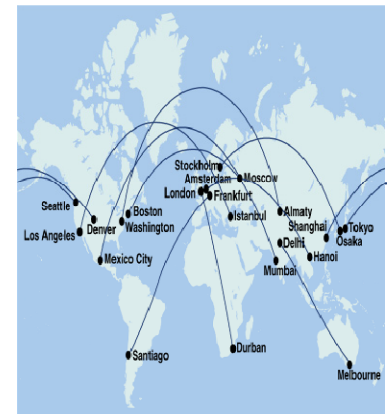 Stockholm
Amsterdam
Moscow
London
Frankfurt
Seattle
Boston
Istanbul
Almaty
Denver
Washington
Shanghai
Tokyo
Los Angeles
Osaka
Delhi
Mexico City
Hanoi
Mumbai
Santiago
Durban
Melbourne